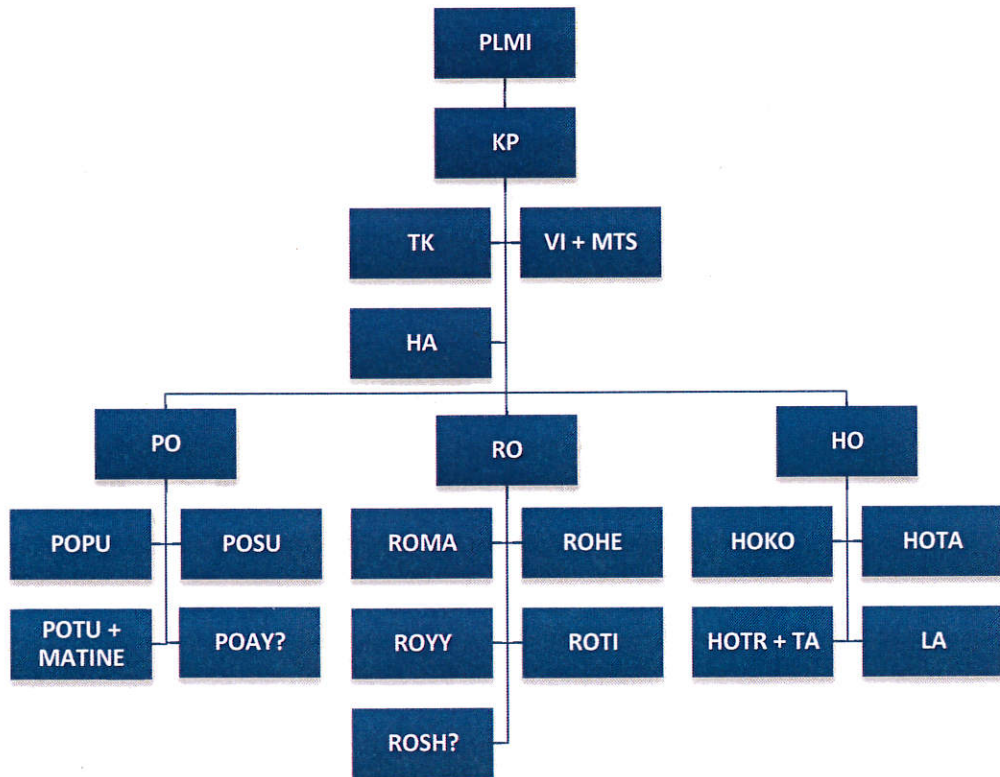 PLMI
KP
TK
VI + MTS
HA
PO
RO
HO
POPU
POSU
ROMA
ROHE
HOKO
HOTA
POTU +
MATINE
POAY?
ROYY
ROTI
HOTR + TA
LA
ROSH?